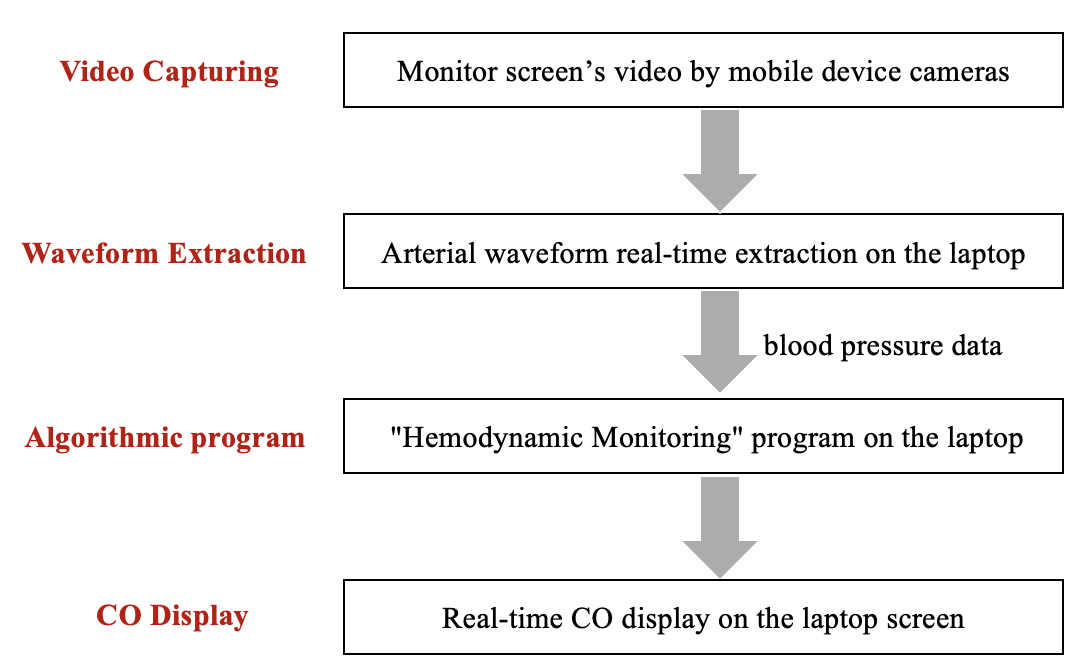 Video Capturing
Monitor screen’s video by mobile device cameras
Waveform Extraction
Arterial waveform real-time extraction on the laptop
blood pressure data
Algorithmic program
"Hemodynamic Monitoring" program on the laptop
CO Display
Real-time CO display on the laptop screen